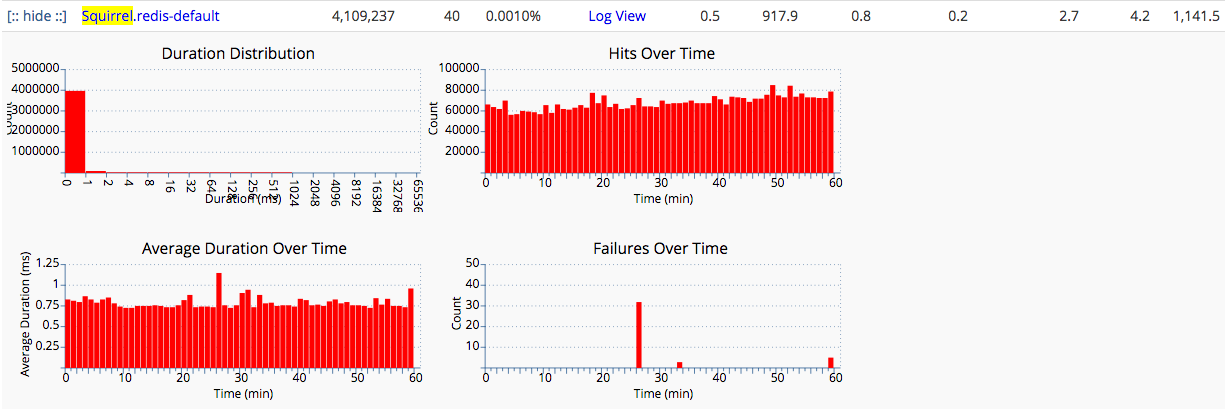 [:: hide ::] Squirrel.redis-default 4,109,237 40 0.0010% Log View 0.5 917.9 0.8 0.2 2.7 4.2 1,141.5
Duration Distribution
5000000
4000000
3000000
2000000
1000000
Count
0 1 2 4 8 16 32 64 128 256 512 1024 2048 4096 8192 16384 32768 65536
Duration (ms)
Hits Over Time
100000
80000
60000
40000
20000
Count
0 10 20 30 40 50 60
Time (min)
Average Duration Over Time
1.25
1
0.75
0.5
0.25
Average Duration (ms)
0 10 20 30 40 50 60
Time (min)
Failures Over Time
50
40
30
20
10
Count
0 10 20 30 40 50 60
Time (min)